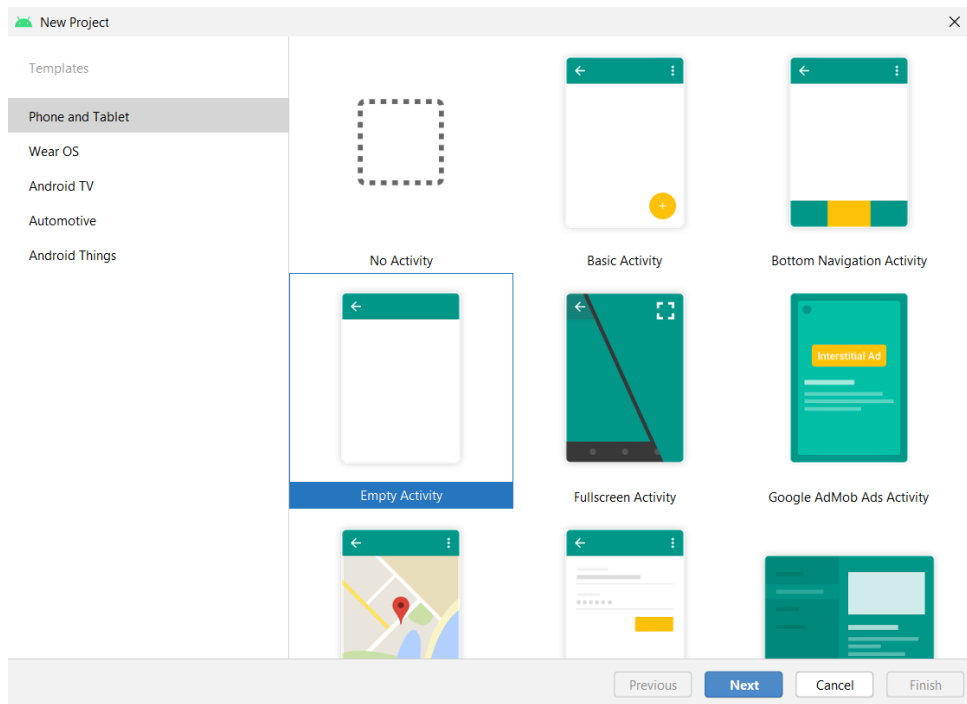 New Project
Templates
Phone and Tablet
Wear OS
Android TV
Automotive
Android Things
No Activity
Basic Activity
Bottom Navigation Activity
Interstitial Ad
Empty Activity
Fullscreen Activity
Google AdMob Ads Activity
Previous
Next
Cancel
Finish